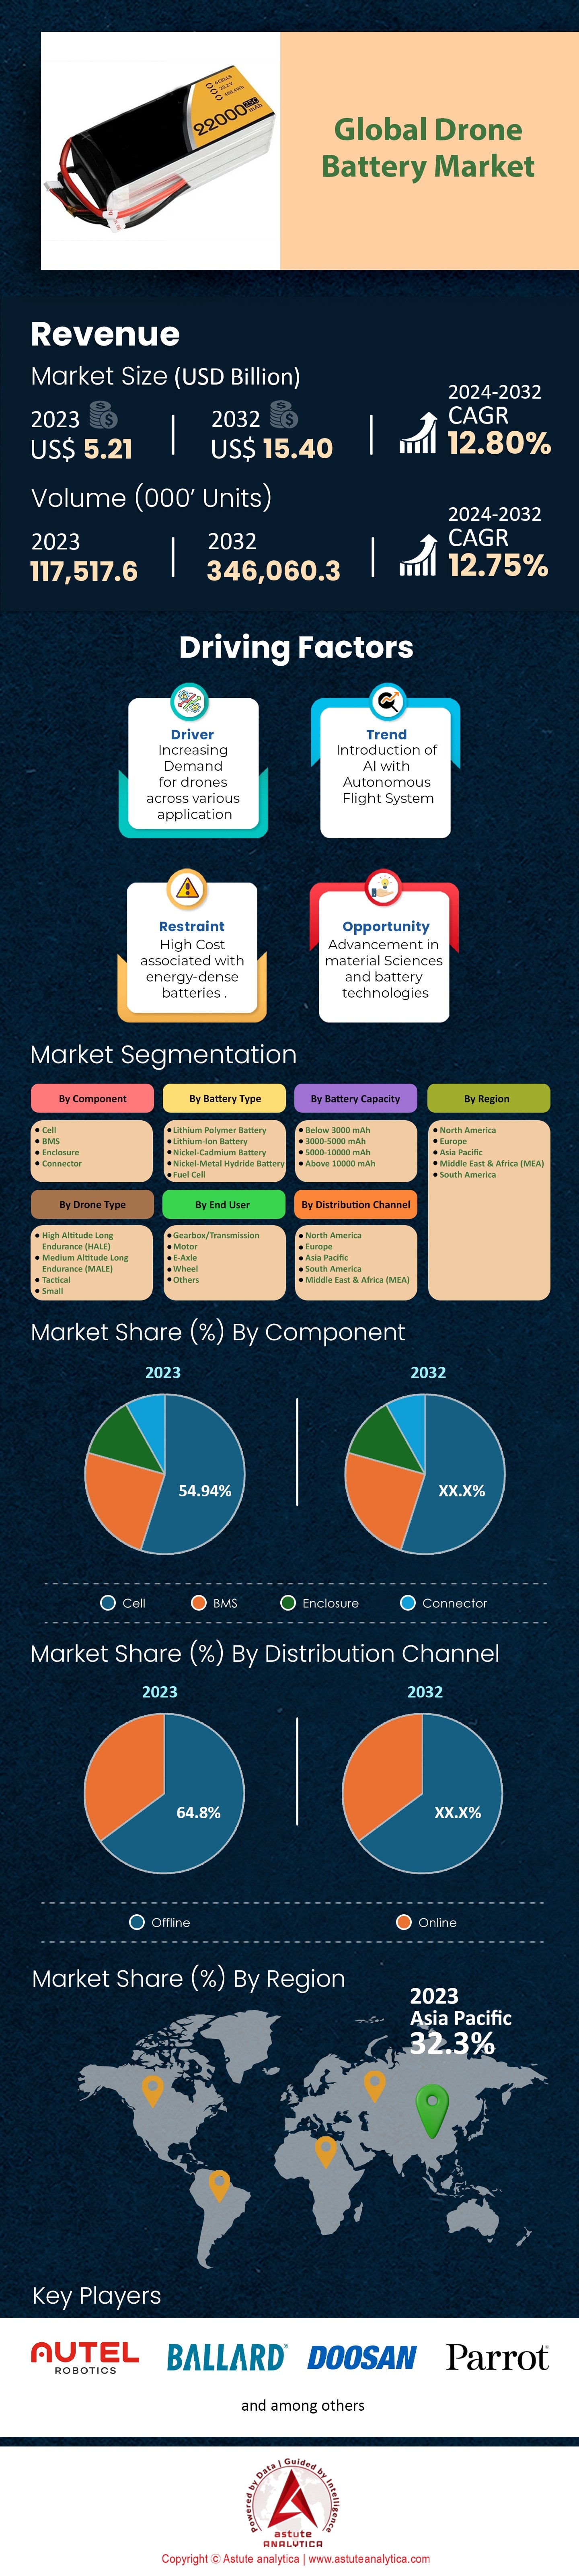 6CELLS
22.2V
488.4Wh
22000 25C mAh
Global Drone
Battery Market
Revenue
Market Size (USD Billion)
2023
US$ 5.21
2032
US$ 15.40
2024-2032
CAGR
12.80%
Volume (000’ Units)
2023
117,517.6
2032
346,060.3
2024-2032
CAGR
12.75%
Driving Factors
Driver
Increasing
Demand
for drones
across various
application
Trend
Introduction of
AI with
Autonomous
Flight System
Restraint
High Cost
associated with
energy-dense
batteries .
Opportunity
Advancement in
material Sciences
and battery
technologies
Market Segmentation
By Component
Cell
BMS
Enclosure
Connector
By Battery Type
Lithium Polymer Battery
Lithium-Ion Battery
Nickel-Cadmium Battery
Nickel-Metal Hydride Battery
Fuel Cell
By Battery Capacity
Below 3000 mAh
3000-5000 mAh
5000-10000 mAh
Above 10000 mAh
By Region
North America
Europe
Asia Pacific
Middle East & Africa (MEA)
South America
By Drone Type
High Altitude Long
Endurance (HALE)
Medium Altitude Long
Endurance (MALE)
Tactical
Small
By End User
Gearbox/Transmission
Motor
E-Axle
Wheel
Others
By Distribution Channel
North America
Europe
Asia Pacific
South America
Middle East & Africa (MEA)
Market Share (%) By Component
2023
54.94%
2032
XX.X%
Cell
BMS
Enclosure
Connector
Market Share (%) By Distribution Channel
2023
64.8%
2032
XX.X%
Offline
Online
Market Share (%) By Region
2023
Asia Pacific
32.3%
Key Players
AUTEL
ROBOTICS
BALLARD®
DOOSAN
Parrot®
and among others
Powered by Data | Guided by Intelligence
astute
ANALYTICA
Copyright © Astute analytica | www.astuteanalytica.com